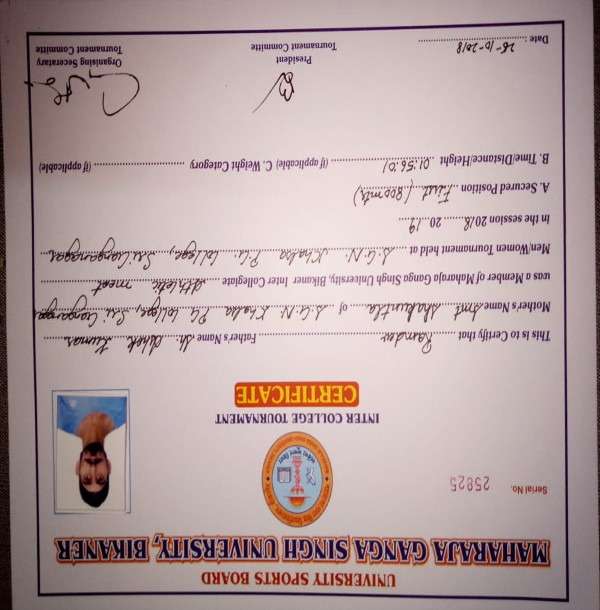 UNIVERSITY SPORTS BOARD
MAHARAJA GANGA SINGH UNIVERSITY, BIKANER
Serial No. 25825
INTER COLLEGE TOURNAMENT
CERTIFICATE
This is to Certify that Ramdev Father's Name Sh. Ashok Kumar
Mother's Name Smt Shakuntla of S.G.N. Khalsa PG College, Sri Ganganagar
was a Member of Maharaja Ganga Singh University, Bikaner Inter Collegiate Athletic meet
Men/Women Tournament held at S.G.N. Khalsa P.G. College, Sri Ganganagar
in the session 2018 2019
A. Secured Position First (800mts)
B. Time/Distance/Height 01:56.01 (if applicable) C. Weight Category (if applicable)
President
Tournament Committe
Organising Seceratary
Tournament Committe
Date: 26-10-2018